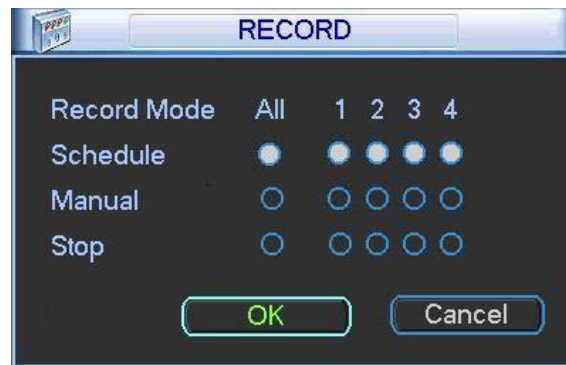 RECORD
Record Mode All 1 2 3 4
Schedule
Manual
Stop
OK Cancel